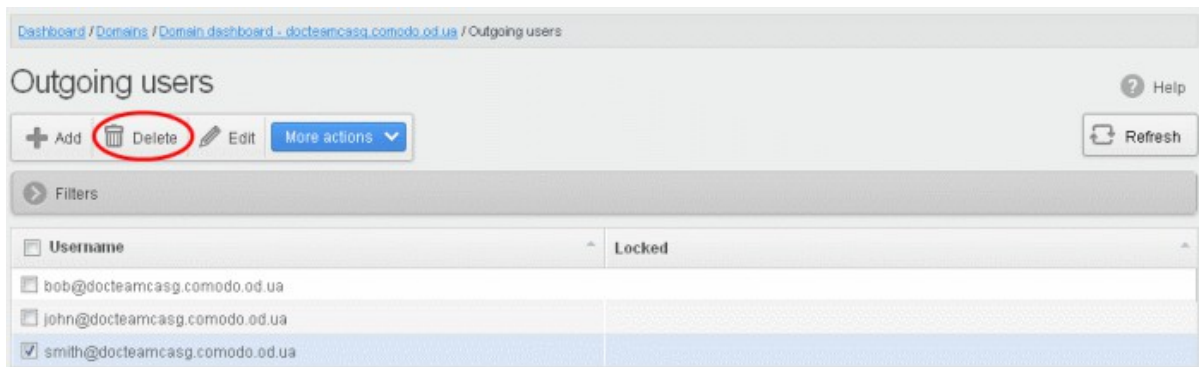 Dashboard / Domains / Domain dashboard - docteamcasg.comodo.od.ua / Outgoing users
Outgoing users
Help
Add Delete Edit More actions
Refresh
Filters
Username Locked
bob@docteamcasg.comodo.od.ua
john@docteamcasg.comodo.od.ua
smith@docteamcasg.comodo.od.ua